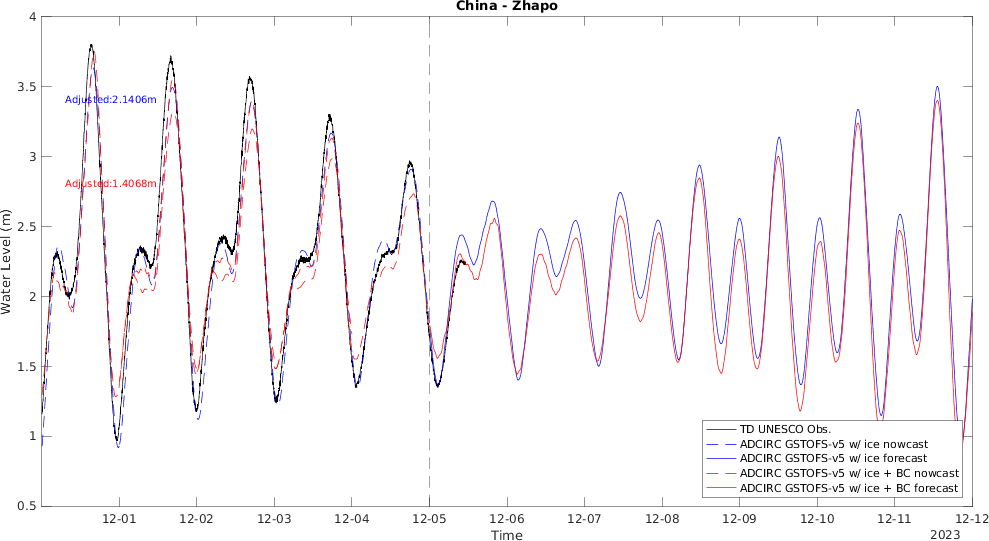 China - Zhapo
Water Level (m)
4
3.5
3
2.5
2
1.5
1
0.5
Adjusted:2.1406m
Adjusted:1.4068m
TD UNESCO Obs.
ADCIRC GSTOFS-v5 w/ ice nowcast
ADCIRC GSTOFS-v5 w/ ice forecast
ADCIRC GSTOFS-v5 w/ ice + BC nowcast
ADCIRC GSTOFS-v5 w/ ice + BC forecast
12-01 12-02 12-03 12-04 12-05 12-06 12-07 12-08 12-09 12-10 12-11 12-12
Time
2023